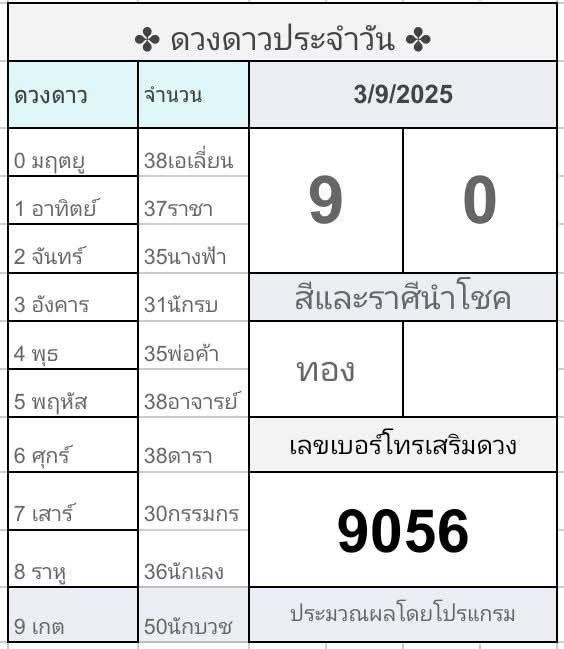 ✤ ดวงดาวประจำวัน ✤
ดวงดาว จำนวน 3/9/2025
0 มฤตยู 38เอเลี่ยน
9 0
1 อาทิตย์ 37ราชา
2 จันทร์ 35นางฟ้า
3 อังคาร 31นักรบ สีและราศีนำโชค
4 พุธ 35พ่อค้า
ทอง
5 พฤหัส 38อาจารย์
6 ศุกร์ 38ดารา เลขเบอร์โทรเสริมดวง
7 เสาร์ 30กรรมกร
9056
8 ราหู 36นักเลง
9 เกต 50นักบวช ประมวณผลโดยโปรแกรม